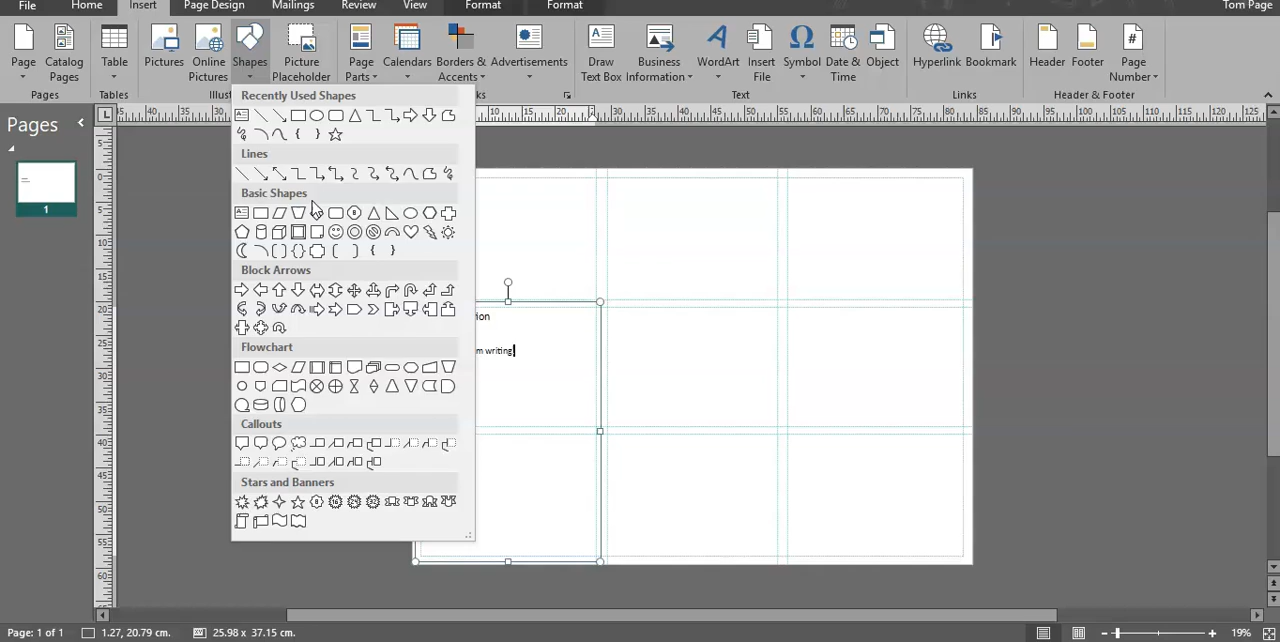 File Home Insert Page Design Mailings Review View Format Format Tom Page
Page Catalog Pages Table Pictures Online Pictures Shapes Picture Placeholder Page Parts Calendars Borders & Accents Advertisements Draw Text Box Business Information WordArt Insert File Symbol Date & Time Object Hyperlink Bookmark Header Footer Page Number
Pages Tables Text Links Header & Footer
Recently Used Shapes
Pages
1
Lines
Basic Shapes
Block Arrows
Flowchart
Callouts
Stars and Banners
writing
Page: 1 of 1 1.27, 20.79 cm. 25.98 x 37.15 cm. 19%